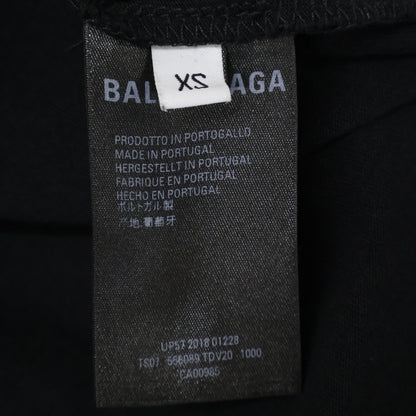 XS
BAL AGA
PRODOTTO IN PORTOGALLO
MADE IN PORTUGAL
HERGESTELLT IN PORTUGAL
FABRIQUE EN PORTUGAL
HECHO EN PORTUGAL
ポルトガル製
产地:葡萄牙
UP57 2018 01228
TS07 556089 TDV20 1000
CA00985